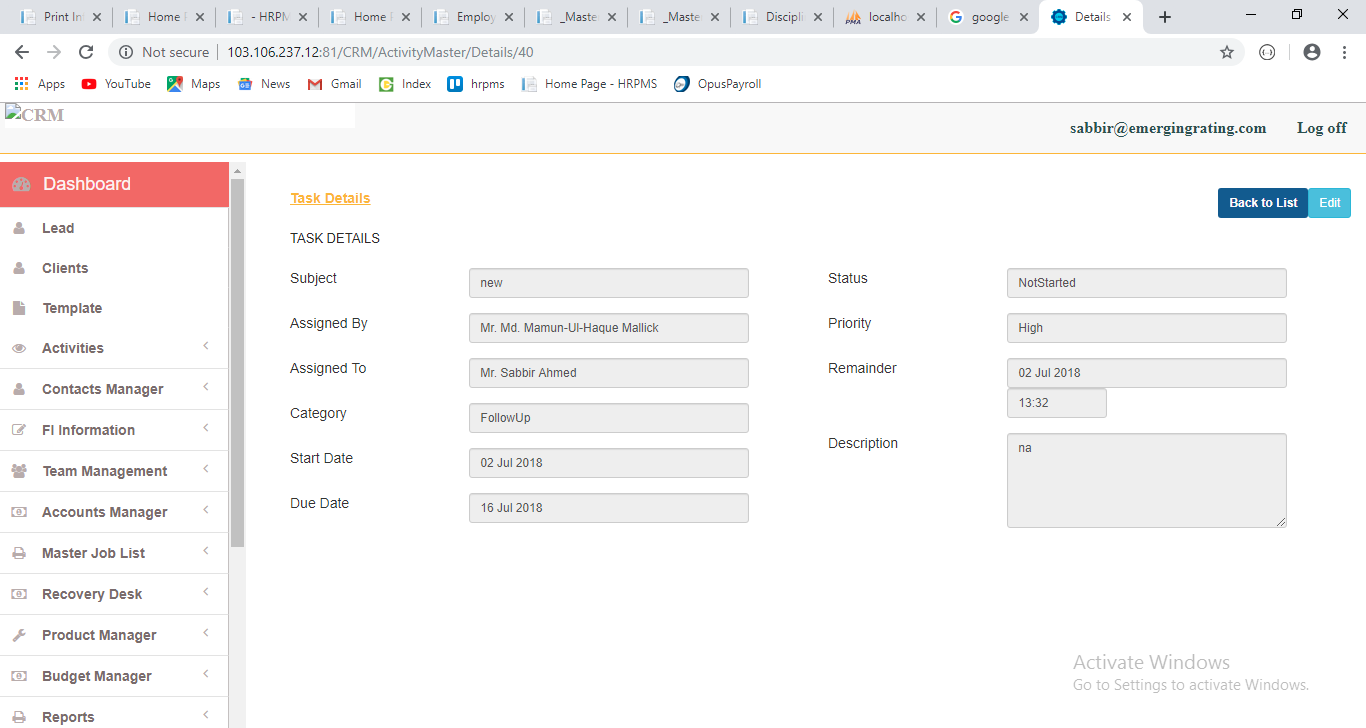 Print In
Home P
- HRPM
Home P
Employ
_Master
_Master
Discipli
PMA
localho
google
Details
Not secure
103.106.237.12:81/CRM/ActivityMaster/Details/40
Apps
YouTube
Maps
News
Gmail
Index
hrpms
Home Page - HRPMS
OpusPayroll
CRM
sabbir@emergingrating.com
Log off
Dashboard
Lead
Clients
Template
Activities
Contacts Manager
FI Information
Team Management
Accounts Manager
Master Job List
Recovery Desk
Product Manager
Budget Manager
Reports
Task Details
Back to List
Edit
TASK DETAILS
Subject
new
Assigned By
Mr. Md. Mamun-Ul-Haque Mallick
Assigned To
Mr. Sabbir Ahmed
Category
FollowUp
Start Date
02 Jul 2018
Due Date
16 Jul 2018
Status
NotStarted
Priority
High
Remainder
02 Jul 2018
13:32
Description
na
Activate Windows
Go to Settings to activate Windows.